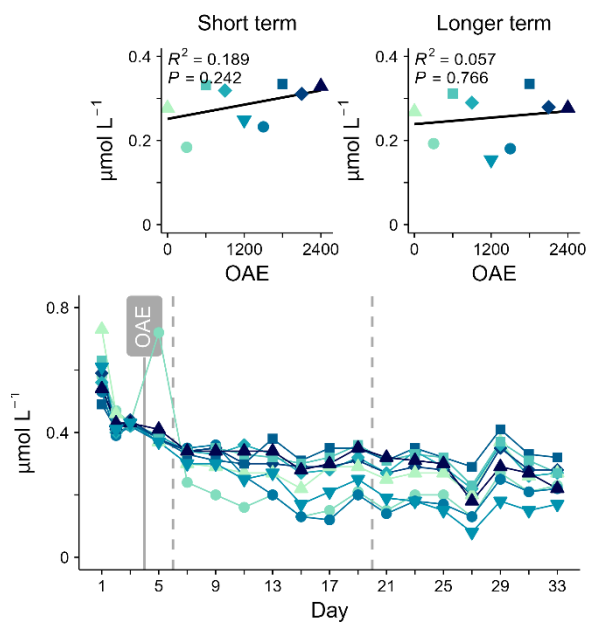 Short term
Longer term
0.4
0.2
0
µmol L⁻¹
R² = 0.189
P = 0.242
0
1200
2400
OAE
0.4
0.2
0
µmol L⁻¹
R² = 0.057
P = 0.766
0
1200
2400
OAE
0.8
0.4
0
µmol L⁻¹
OAE
1
5
9
13
17
21
25
29
33
Day